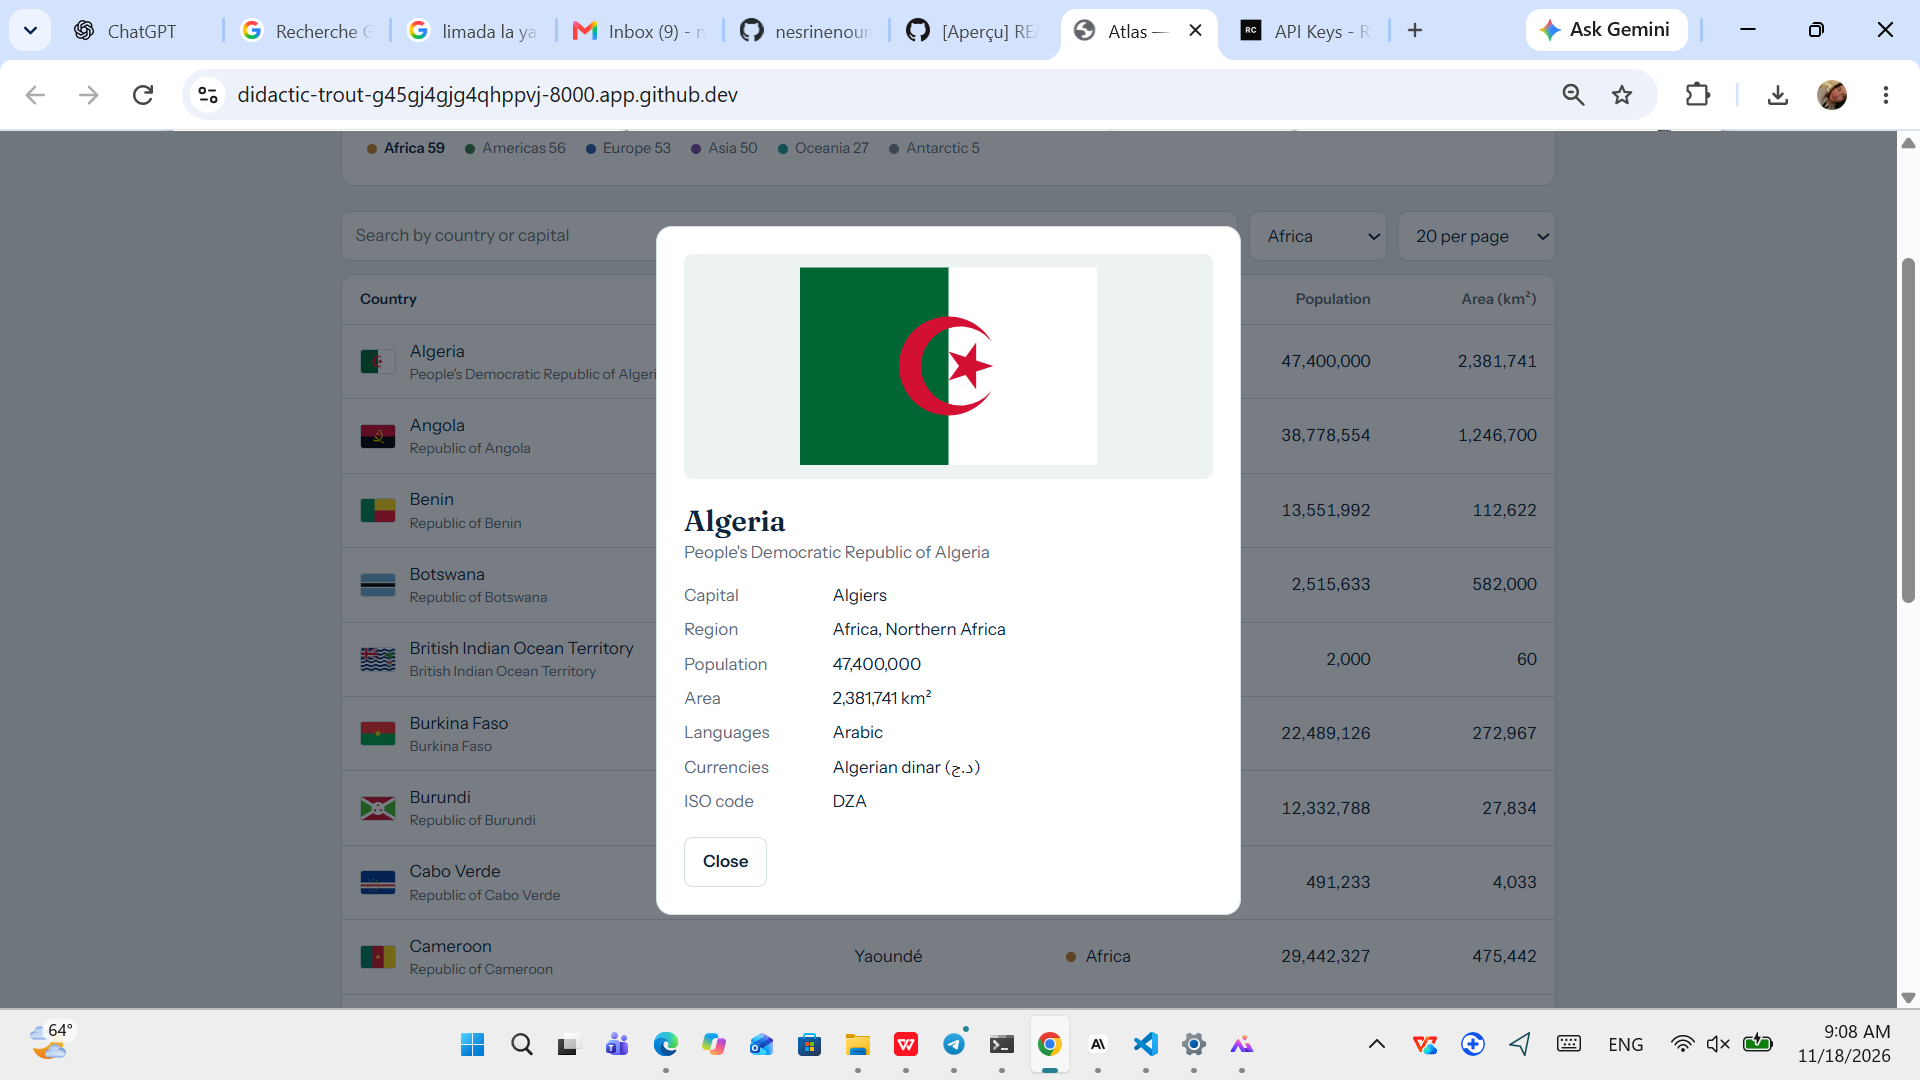 ChatGPT
Recherche G
limada la ya
Inbox (9) - n
nesrinenour
[Aperçu] RE
Atlas —
RC
API Keys - R
Ask Gemini
didactic-trout-g45gj4gjg4qhppvj-8000.app.github.dev
Africa 59
Americas 56
Europe 53
Asia 50
Oceania 27
Antarctic 5
Search by country or capital
Africa
20 per page
Country
Population
Area (km²)
Algeria
People's Democratic Republic of Algeri
47,400,000
2,381,741
Angola
Republic of Angola
38,778,554
1,246,700
Benin
Republic of Benin
13,551,992
112,622
Botswana
Republic of Botswana
2,515,633
582,000
British Indian Ocean Territory
British Indian Ocean Territory
2,000
60
Burkina Faso
Burkina Faso
22,489,126
272,967
Burundi
Republic of Burundi
12,332,788
27,834
Cabo Verde
Republic of Cabo Verde
491,233
4,033
Cameroon
Republic of Cameroon
Yaoundé
Africa
29,442,327
475,442
Algeria
People's Democratic Republic of Algeria
Capital Algiers
Region Africa, Northern Africa
Population 47,400,000
Area 2,381,741 km²
Languages Arabic
Currencies Algerian dinar (د.ج)
ISO code DZA
Close
64°
ENG
9:08 AM
11/18/2026